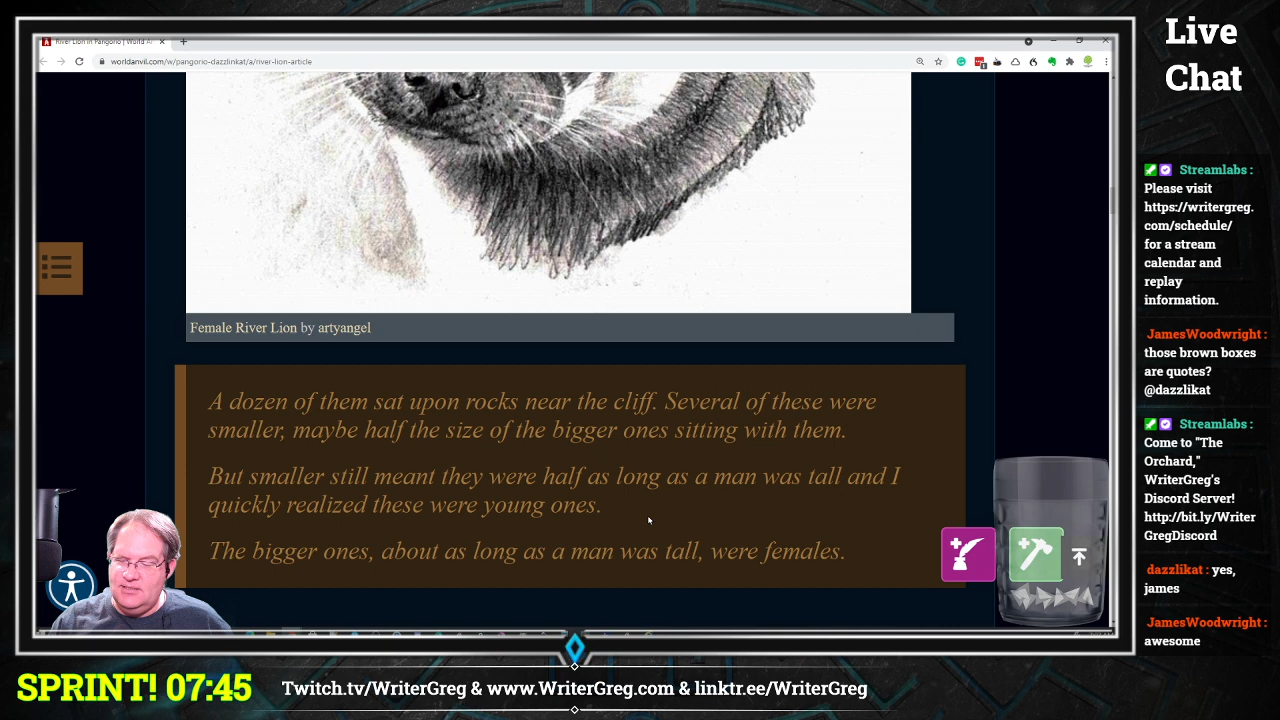 River Lion in Pangorio | World A
worldanvil.com/w/pangorio-dazzlinkat/a/river-lion-article
Female River Lion by artyangel
A dozen of them sat upon rocks near the cliff. Several of these were
smaller, maybe half the size of the bigger ones sitting with them.
But smaller still meant they were half as long as a man was tall and I
quickly realized these were young ones.
The bigger ones, about as long as a man was tall, were females.
Live
Chat
Streamlabs :
Please visit
https://writergreg.
com/schedule/
for a stream
calendar and
replay
information.
JamesWoodwright :
those brown boxes
are quotes?
@dazzlikat
Streamlabs :
Come to "The
Orchard,"
WriterGreg's
Discord Server!
http://bit.ly/Writer
GregDiscord
dazzlikat : yes,
james
JamesWoodwright :
awesome
SPRINT! 07:45
Twitch.tv/WriterGreg & www.WriterGreg.com & linktr.ee/WriterGreg